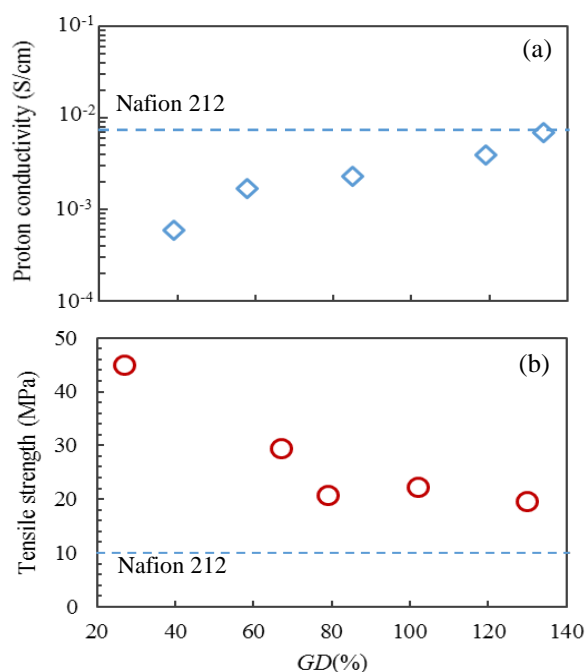 10⁻¹
(a)
Nafion 212
10⁻²
10⁻³
10⁻⁴
Proton conductivity (S/cm)
50
(b)
40
30
20
10
Nafion 212
0
Tensile strength (MPa)
20 40 60 80 100 120 140
GD(%)